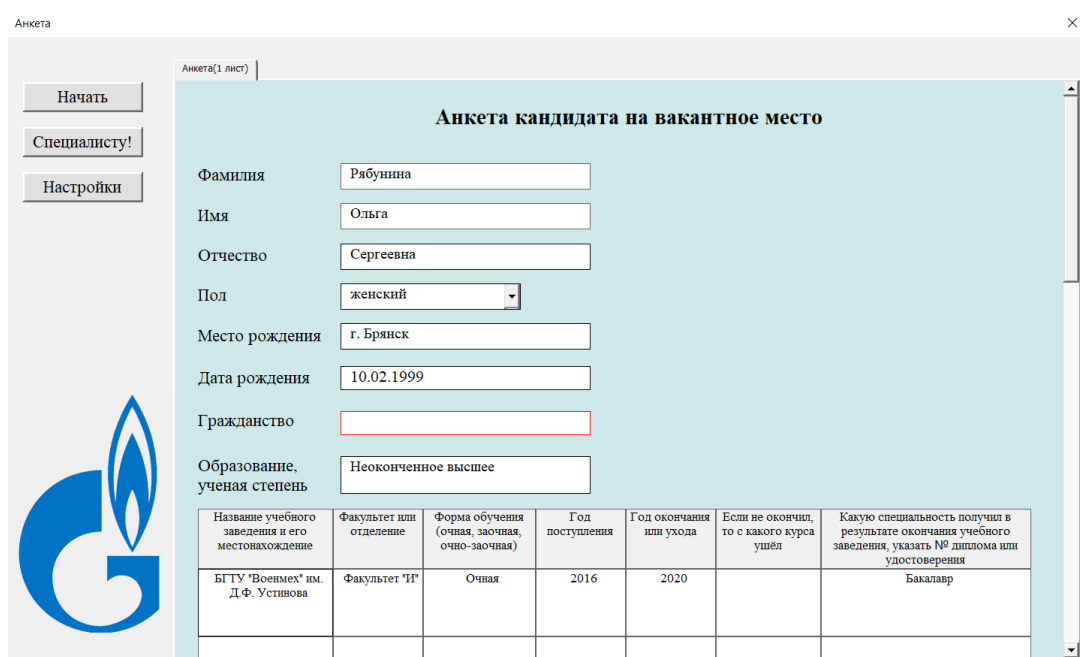 Анкета
Анкета(1 лист)
Начать
Специалисту!
Настройки
Анкета кандидата на вакантное место
Фамилия
Рябунина
Имя
Ольга
Отчество
Сергеевна
Пол
женский
Место рождения
г. Брянск
Дата рождения
10.02.1999
Гражданство
Образование,
ученая степень
Неоконченное высшее
Название учебного
заведения и его
местонахождение
Факультет или
отделение
Форма обучения
(очная, заочная,
очно-заочная)
Год
поступления
Год окончания
или ухода
Если не окончил,
то с какого курса
ушёл
Какую специальность получил в
результате окончания учебного
заведения, указать № диплома или
удостоверения
БГТУ "Военмех" им.
Д.Ф. Устинова
Факультет "И"
Очная
2016
2020
Бакалавр